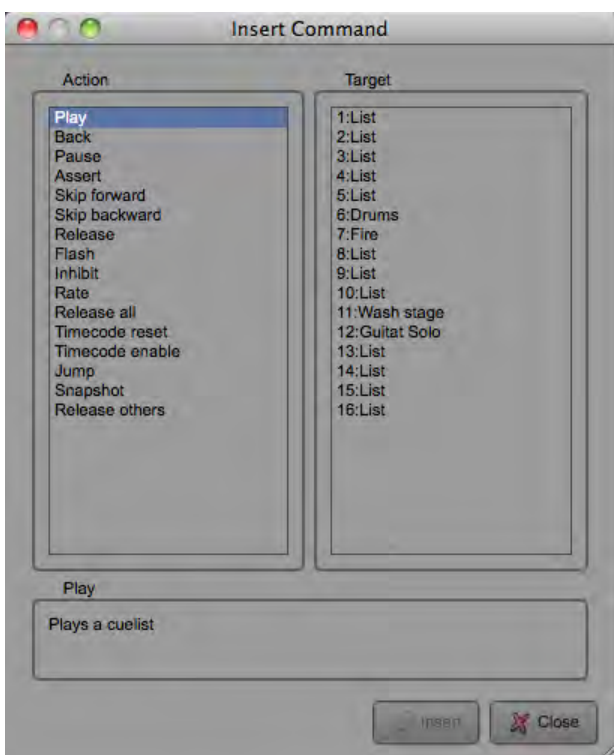 Insert Command
Action
Play
Back
Pause
Assert
Skip forward
Skip backward
Release
Flash
Inhibit
Rate
Release all
Timecode reset
Timecode enable
Jump
Snapshot
Release others
Target
1:List
2:List
3:List
4:List
5:List
6:Drums
7:Fire
8:List
9:List
10:List
11:Wash stage
12:Guitat Solo
13:List
14:List
15:List
16:List
Play
Plays a cuelist
Insert
Close